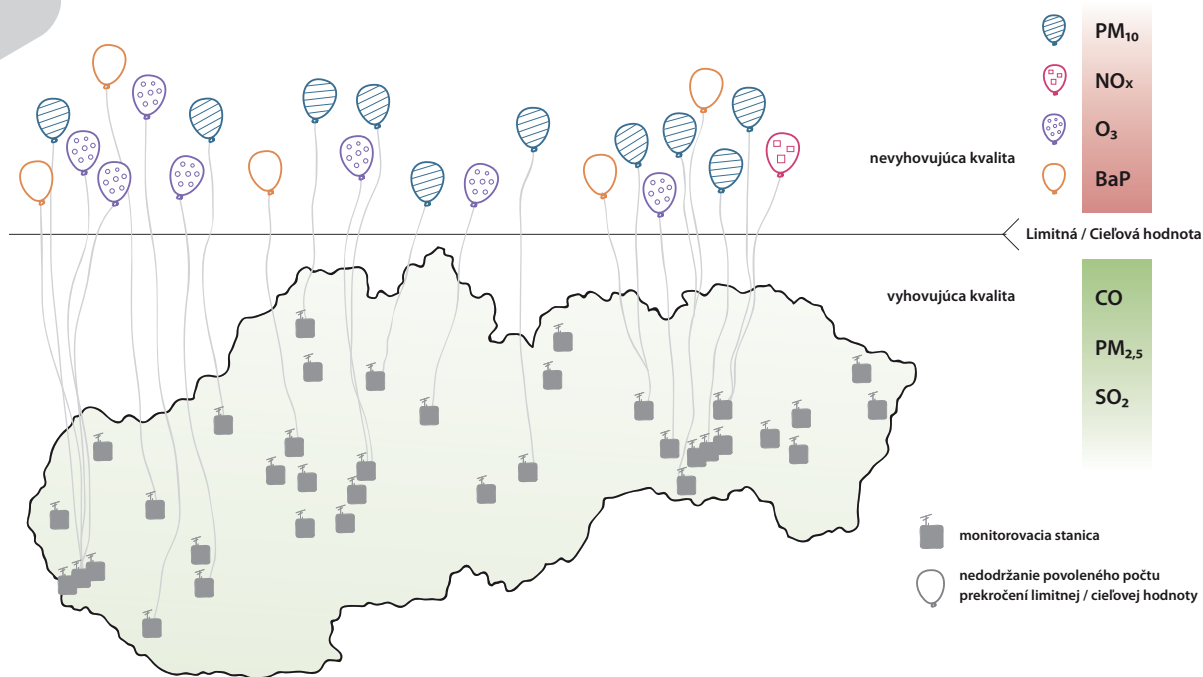 PM₁₀
NOx
O₃
nevyhovujúca kvalita
BaP
Limitná / Cieľová hodnota
vyhovujúca kvalita
CO
PM₂,₅
SO₂
monitorovacia stanica
nedodržanie povoleného počtu
prekročení limitnej / cieľovej hodnoty